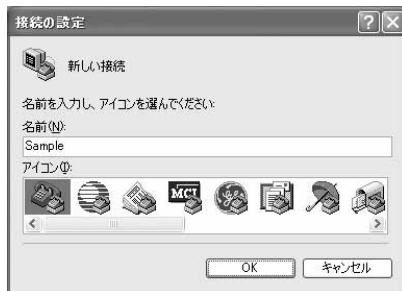 接続の設定
新しい接続
名前を入力し、アイコンを選んでください:
名前(N):
Sample
アイコン(I):
MCI
OK キャンセル